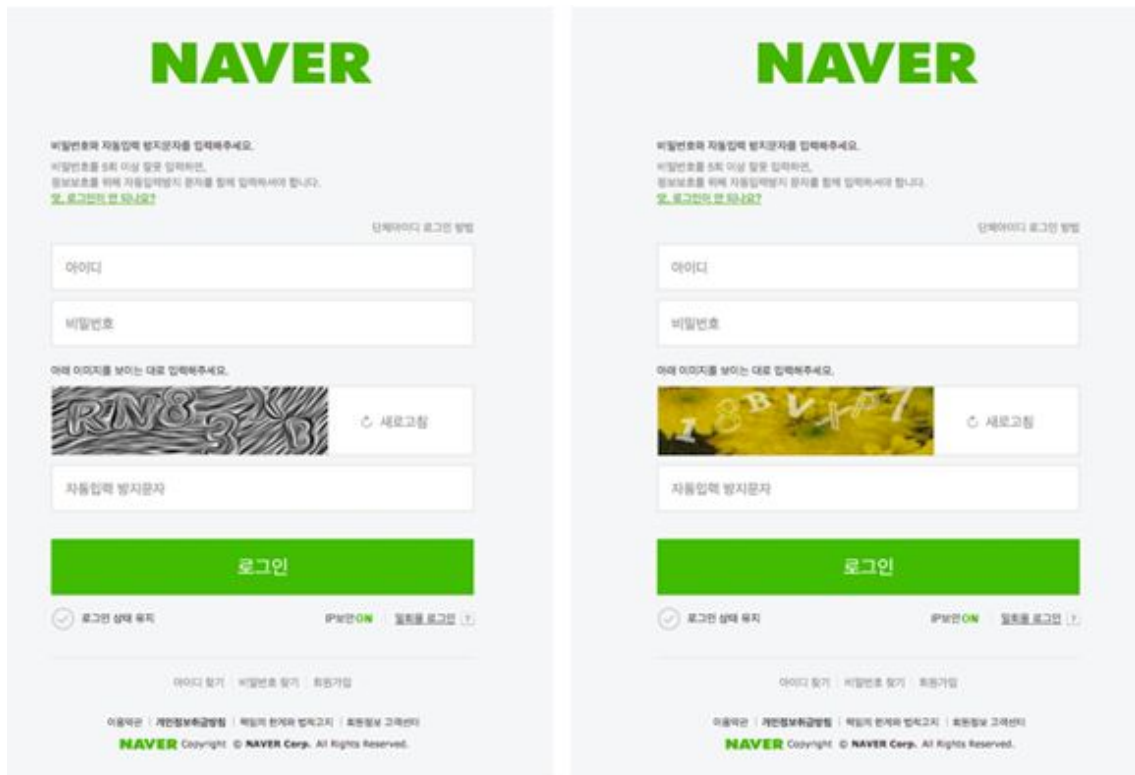 NAVER
비밀번호와 자동입력 방지문자를 입력해주세요.
비밀번호를 5회 이상 잘못 입력하면,
정보보호를 위해 자동입력방지 문자를 함께 입력하셔야 합니다.
앗, 로그인이 안 되나요?
단체아이디 로그인 방법
아이디
비밀번호
아래 이미지를 보이는 대로 입력해주세요.
새로고침
자동입력 방지문자
로그인
로그인 상태 유지 IP보안 ON 일회용 로그인 ?
아이디 찾기 | 비밀번호 찾기 | 회원가입
이용약관 | 개인정보취급방침 | 책임의 한계와 법적고지 | 회원정보 고객센터
NAVER Copyright © NAVER Corp. All Rights Reserved.
NAVER
비밀번호와 자동입력 방지문자를 입력해주세요.
비밀번호를 5회 이상 잘못 입력하면,
정보보호를 위해 자동입력방지 문자를 함께 입력하셔야 합니다.
앗, 로그인이 안 되나요?
단체아이디 로그인 방법
아이디
비밀번호
아래 이미지를 보이는 대로 입력해주세요.
새로고침
자동입력 방지문자
로그인
로그인 상태 유지 IP보안 ON 일회용 로그인 ?
아이디 찾기 | 비밀번호 찾기 | 회원가입
이용약관 | 개인정보취급방침 | 책임의 한계와 법적고지 | 회원정보 고객센터
NAVER Copyright © NAVER Corp. All Rights Reserved.